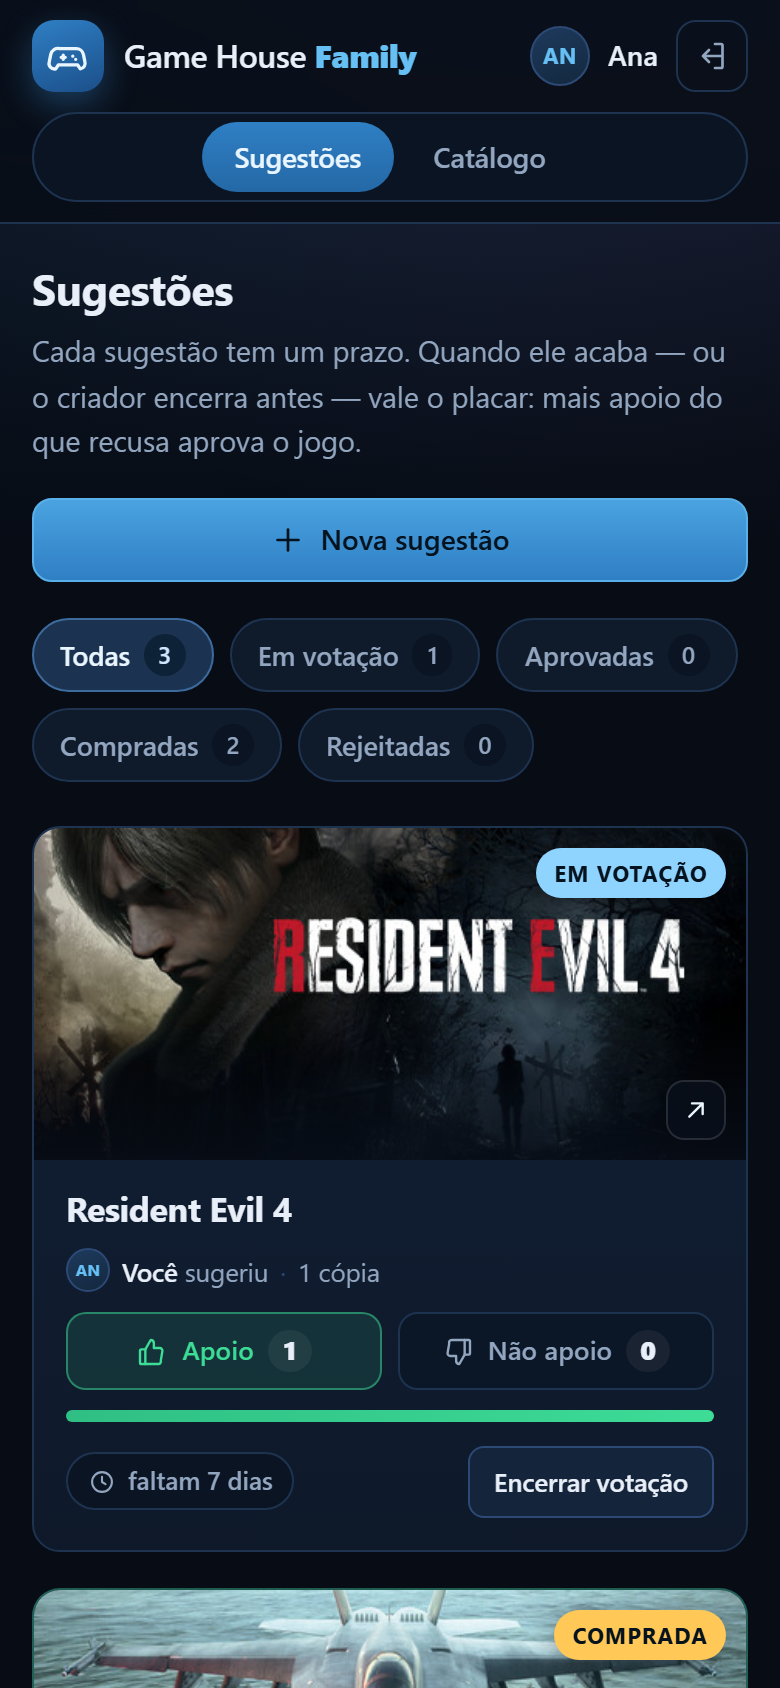 Game House Family
AN Ana
Sugestões Catálogo
Sugestões
Cada sugestão tem um prazo. Quando ele acaba — ou
o criador encerra antes — vale o placar: mais apoio do
que recusa aprova o jogo.
+ Nova sugestão
Todas 3 Em votação 1 Aprovadas 0
Compradas 2 Rejeitadas 0
EM VOTAÇÃO
RESIDENT EVIL 4
Resident Evil 4
AN Você sugeriu · 1 cópia
Apoio 1 Não apoio 0
faltam 7 dias Encerrar votação
COMPRADA